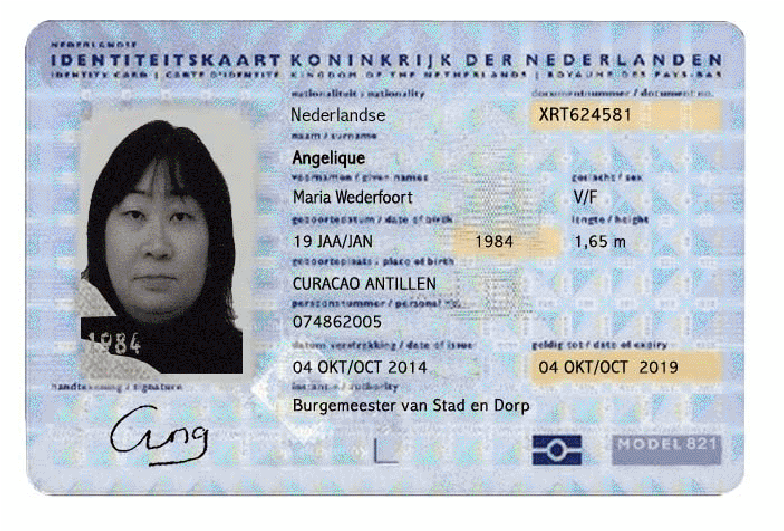 NEDERLANDSE
IDENTITEITSKAART KONINKRIJK DER NEDERLANDEN
IDENTITY CARD | CARTE D'IDENTITE KINGDOM OF THE NETHERLANDS | ROYAUME DES PAYS-BAS
nationaliteit / nationality documentnummer / document no.
Nederlandse XRT624581
naam / surname
Angelique
voornamen / given names geslacht / sex
Maria Wederfoort V/F
geboortedatum / date of birth lengte / height
19 JAA/JAN 1984 1,65 m
geboorteplaats / place of birth
CURACAO ANTILLEN
persoonsnummer / personal no.
074862005
1984
datum verstrekking / date of issue geldig tot / date of expiry
04 OKT/OCT 2014 04 OKT/OCT 2019
handtekening / signature instantie / authority
Burgemeester van Stad en Dorp
Ang
MODEL 821